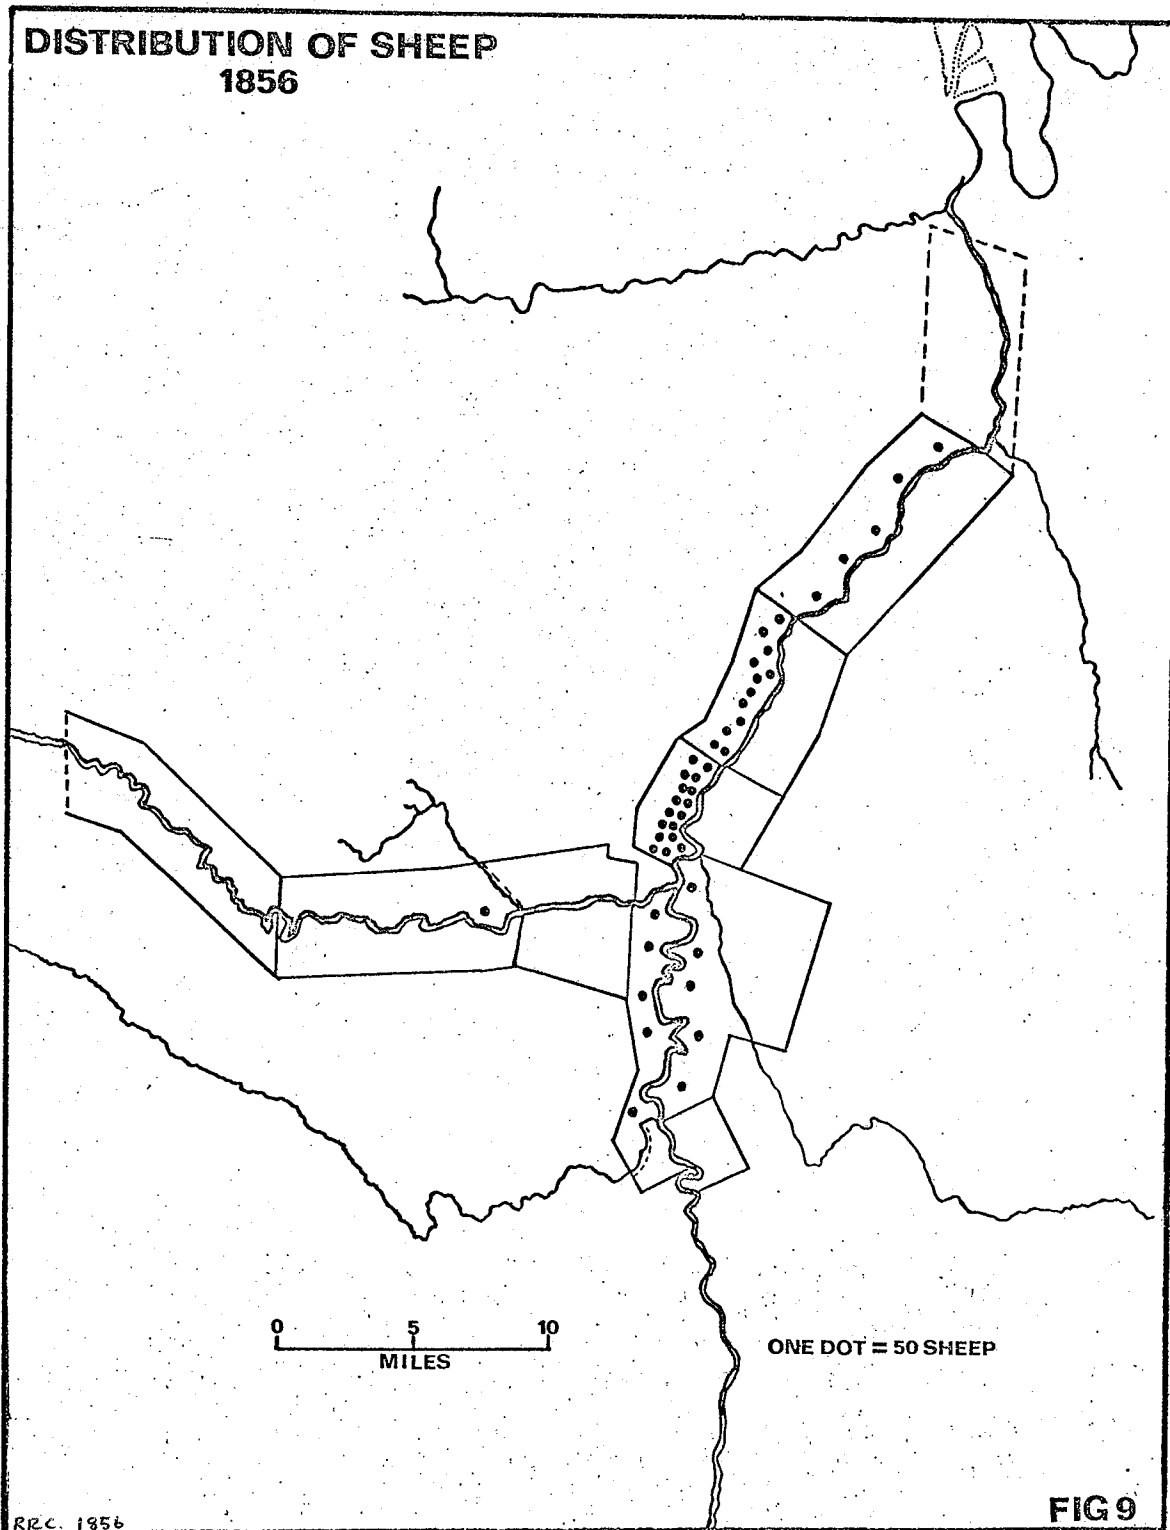 DISTRIBUTION OF SHEEP
1856
0 5 10
MILES
ONE DOT = 50 SHEEP
FIG 9
RRC. 1856